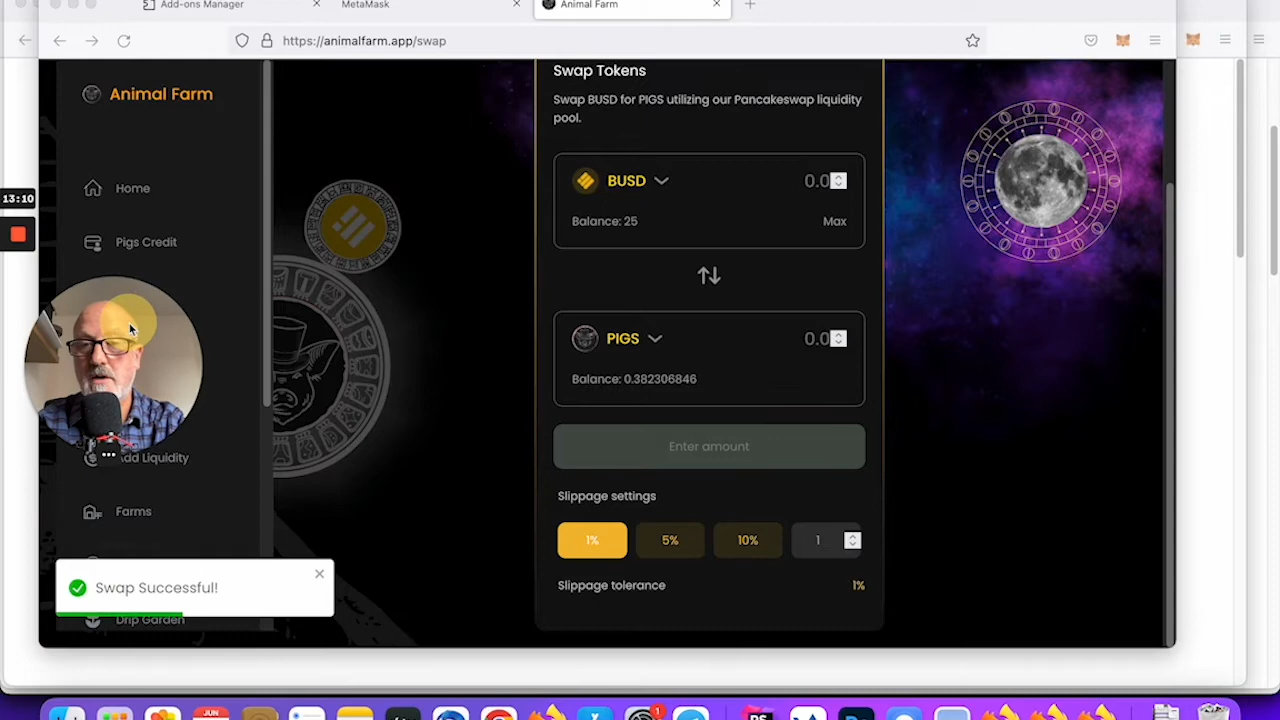 Add-ons Manager
MetaMask
Animal Farm
https://animalfarm.app/swap
Animal Farm
Home
Pigs Credit
13:10
dd Liquidity
Farms
Drip Garden
Swap Successful!
Swap Tokens
Swap BUSD for PIGS utilizing our Pancakeswap liquidity
pool.
BUSD
0.0
Balance: 25
Max
PIGS
0.0
Balance: 0.382306846
Enter amount
Slippage settings
1%
5%
10%
1
Slippage tolerance
1%
JUN
1